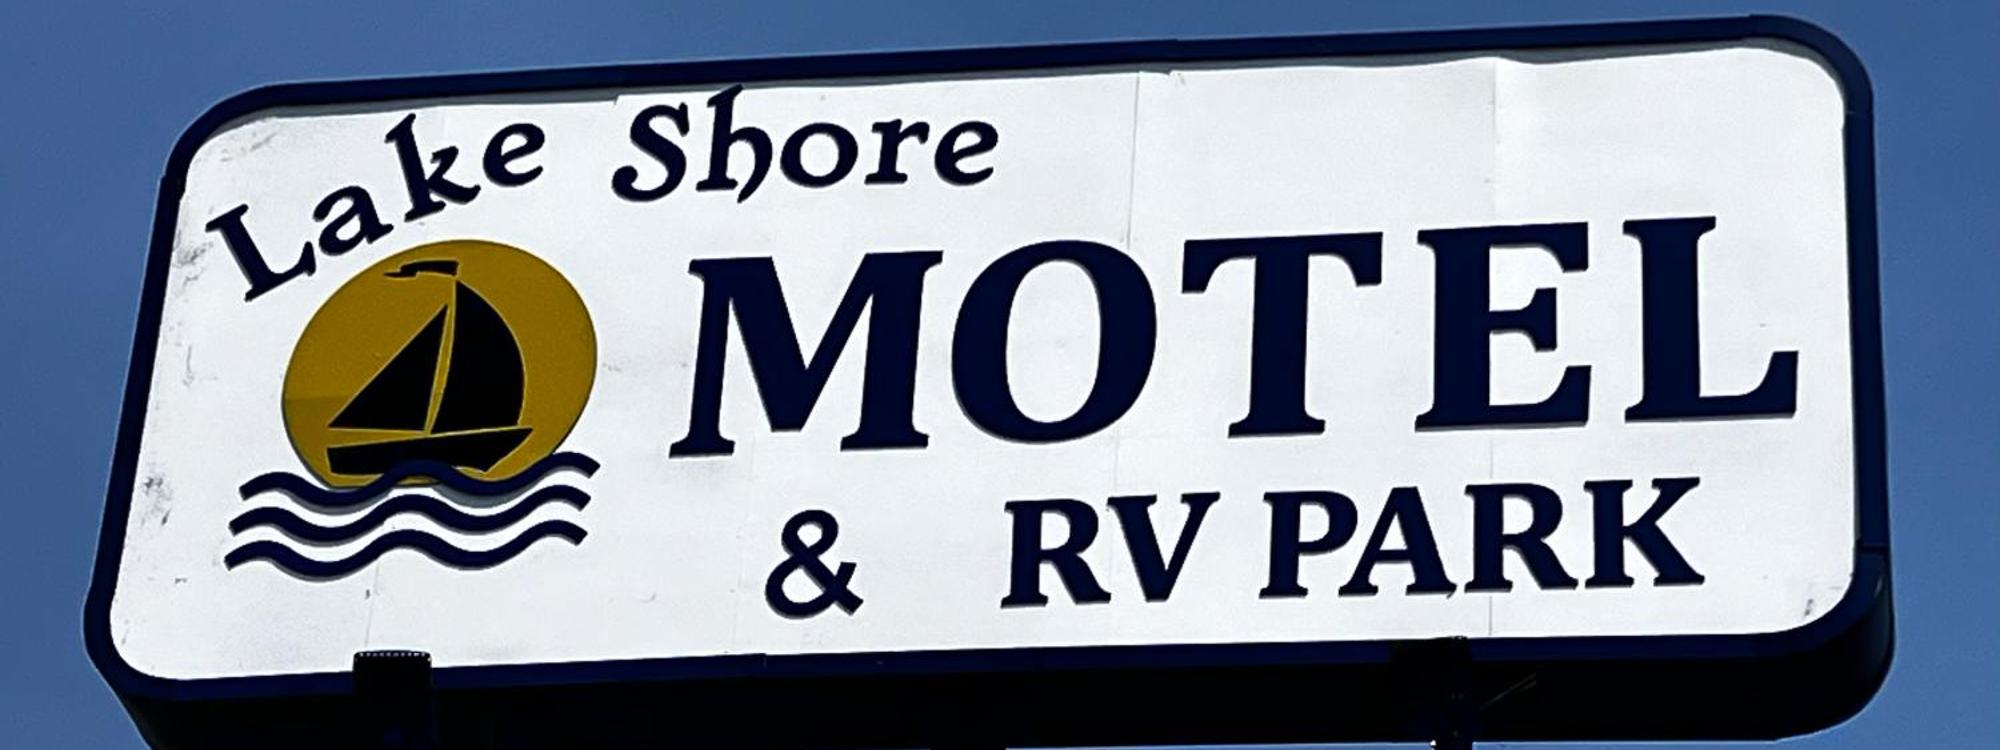 Lake Shore
MOTEL
& RV PARK